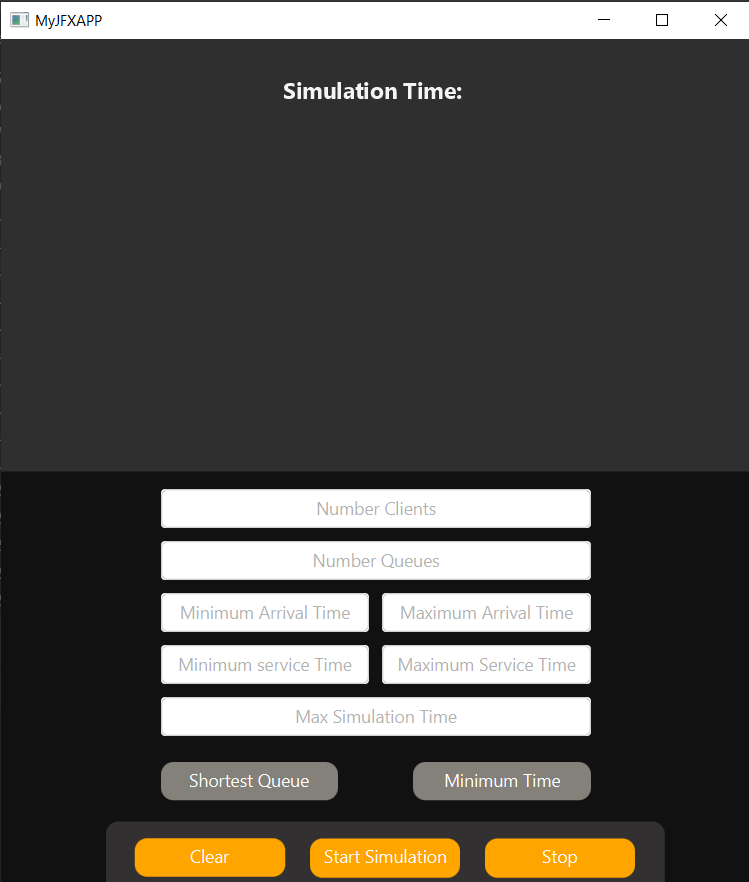 MyJFXAPP
Simulation Time:
Number Clients
Number Queues
Minimum Arrival Time Maximum Arrival Time
Minimum service Time Maximum Service Time
Max Simulation Time
Shortest Queue Minimum Time
Clear Start Simulation Stop